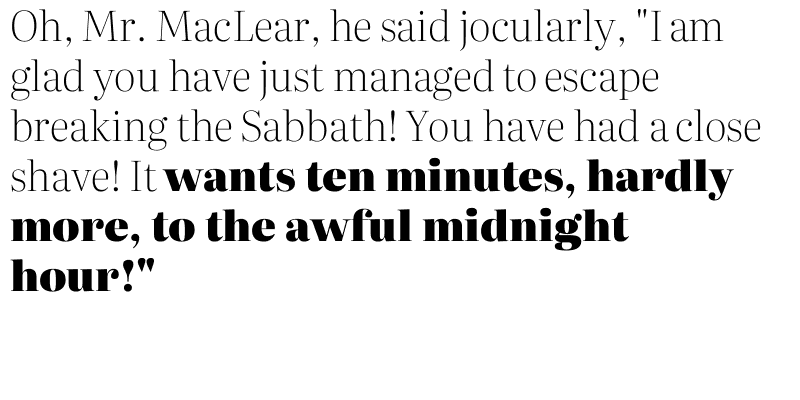 Oh, Mr. MacLear, he said jocularly, "I am
glad you have just managed to escape
breaking the Sabbath! You have had a close
shave! It wants ten minutes, hardly
more, to the awful midnight
hour!"